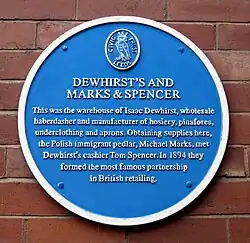 DEWHIRST'S AND
MARKS & SPENCER
This was the warehouse of Isaac Dewhirst, wholesale
haberdasher and manufacturer of hosiery, pinafores,
underclothing and aprons. Obtaining supplies here,
the Polish immigrant pedlar, Michael Marks, met
Dewhirst's cashier Tom Spencer. In 1894 they
formed the most famous partnership
in British retailing.